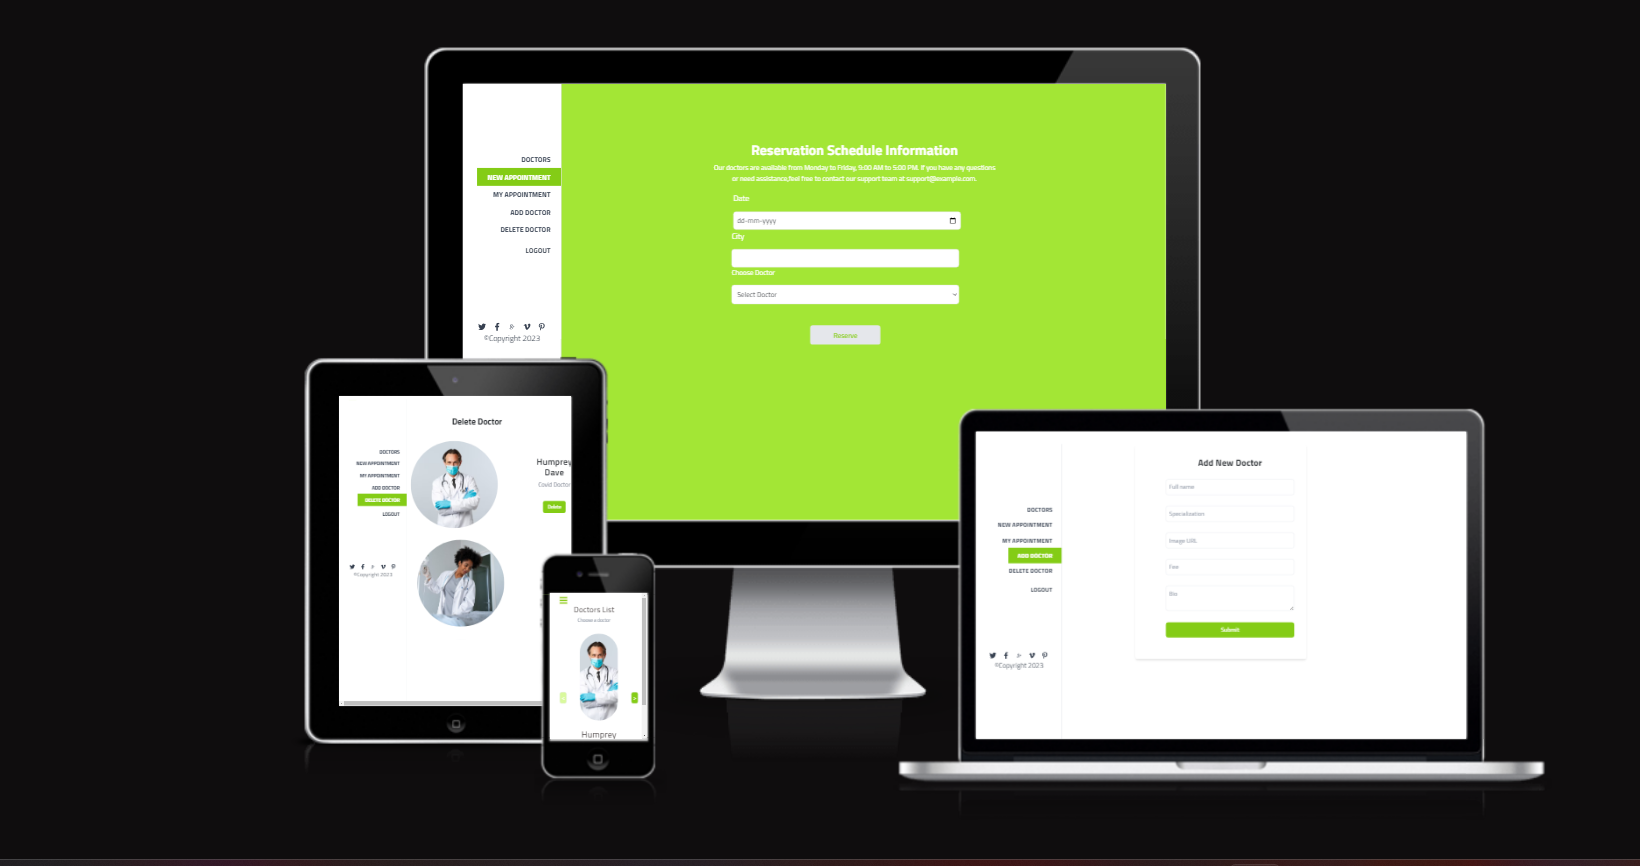 DOCTORS
NEW APPOINTMENT
MY APPOINTMENT
ADD DOCTOR
DELETE DOCTOR
LOGOUT
©Copyright 2023
Reservation Schedule Information
Our doctors are available from Monday to Friday, 9:00 AM to 5:00 PM. If you have any questions
or need assistance,feel free to contact our support team at support@example.com.
Date
dd-mm-yyyy
City
Choose Doctor
Select Doctor
Reserve
Delete Doctor
DOCTORS
NEW APPOINTMENT
MY APPOINTMENT
ADD DOCTOR
DELETE DOCTOR
LOGOUT
©Copyright 2023
Humprey
Dave
Covid Doctor
Delete
Doctors List
Choose a doctor
Humprey
DOCTORS
NEW APPOINTMENT
MY APPOINTMENT
ADD DOCTOR
DELETE DOCTOR
LOGOUT
©Copyright 2023
Add New Doctor
Full name
Specialization
Image URL
Fee
Bio
Submit